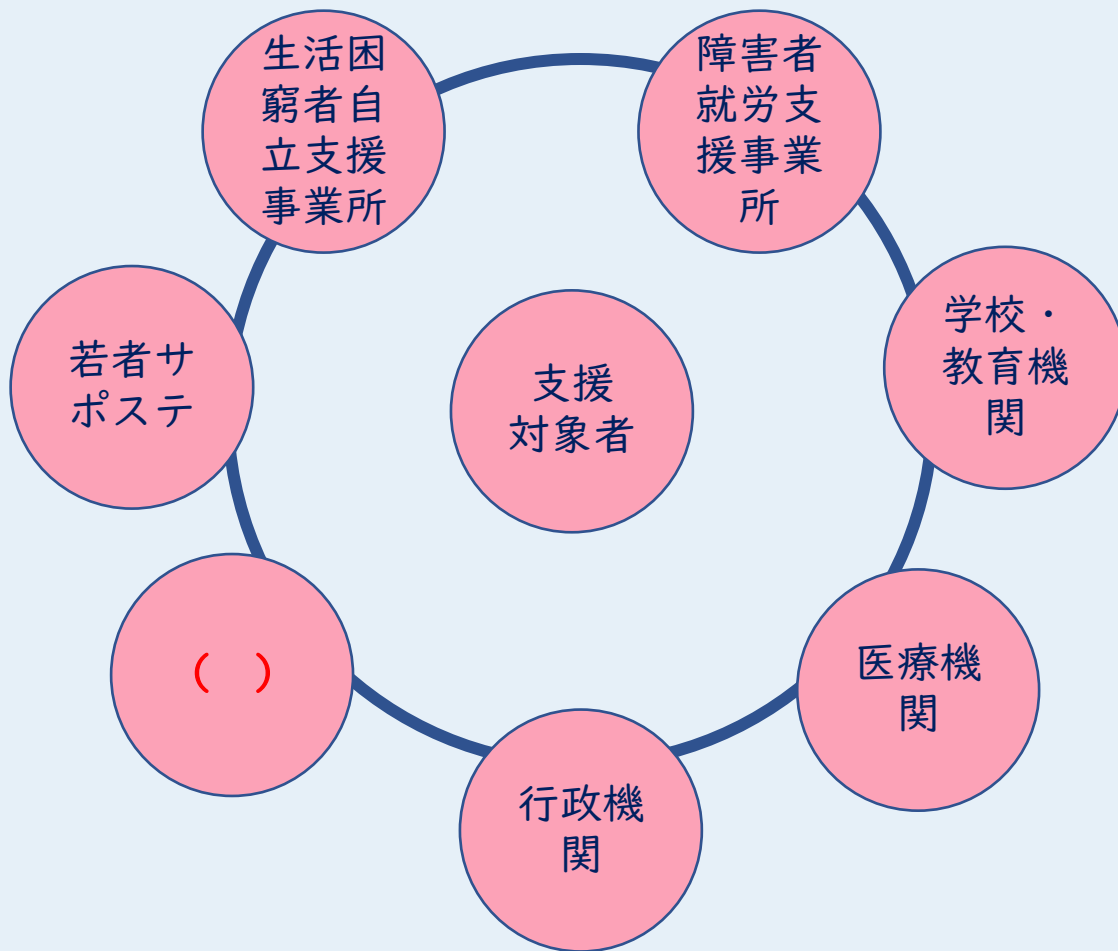 生活困
窮者自
立支援
事業所
障害者
就労支
援事業
所
若者サ
ポステ
支援
対象者
学校・
教育機
関
(　)
行政機
関
医療機
関